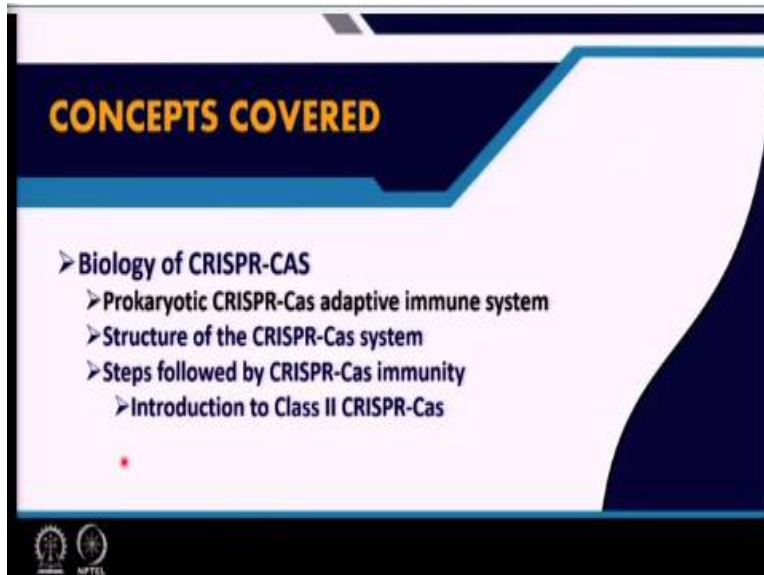 CONCEPTS COVERED
➢Biology of CRISPR-CAS
➢Prokaryotic CRISPR-Cas adaptive immune system
➢Structure of the CRISPR-Cas system
➢Steps followed by CRISPR-Cas immunity
➢Introduction to Class II CRISPR-Cas
NPTEL